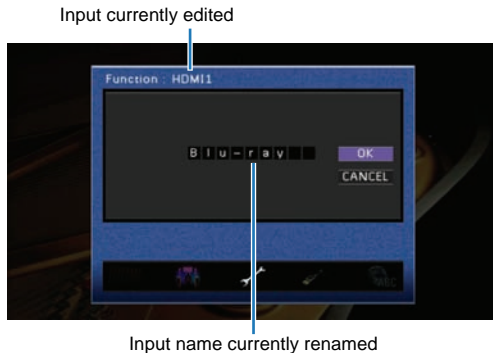 Input currently edited
Function : HDMI1
Blu-ray
OK
CANCEL
Input name currently renamed